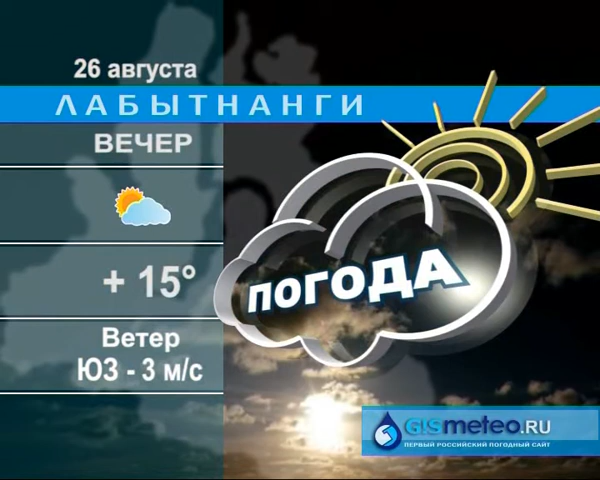 26 августа
ЛАБЫТНАНГИ
ВЕЧЕР
+ 15°
Ветер
ЮЗ - 3 м/с
ПОГОДА
GISMETEO.RU
ПЕРВЫЙ РОССИЙСКИЙ ПОГОДНЫЙ САЙТ